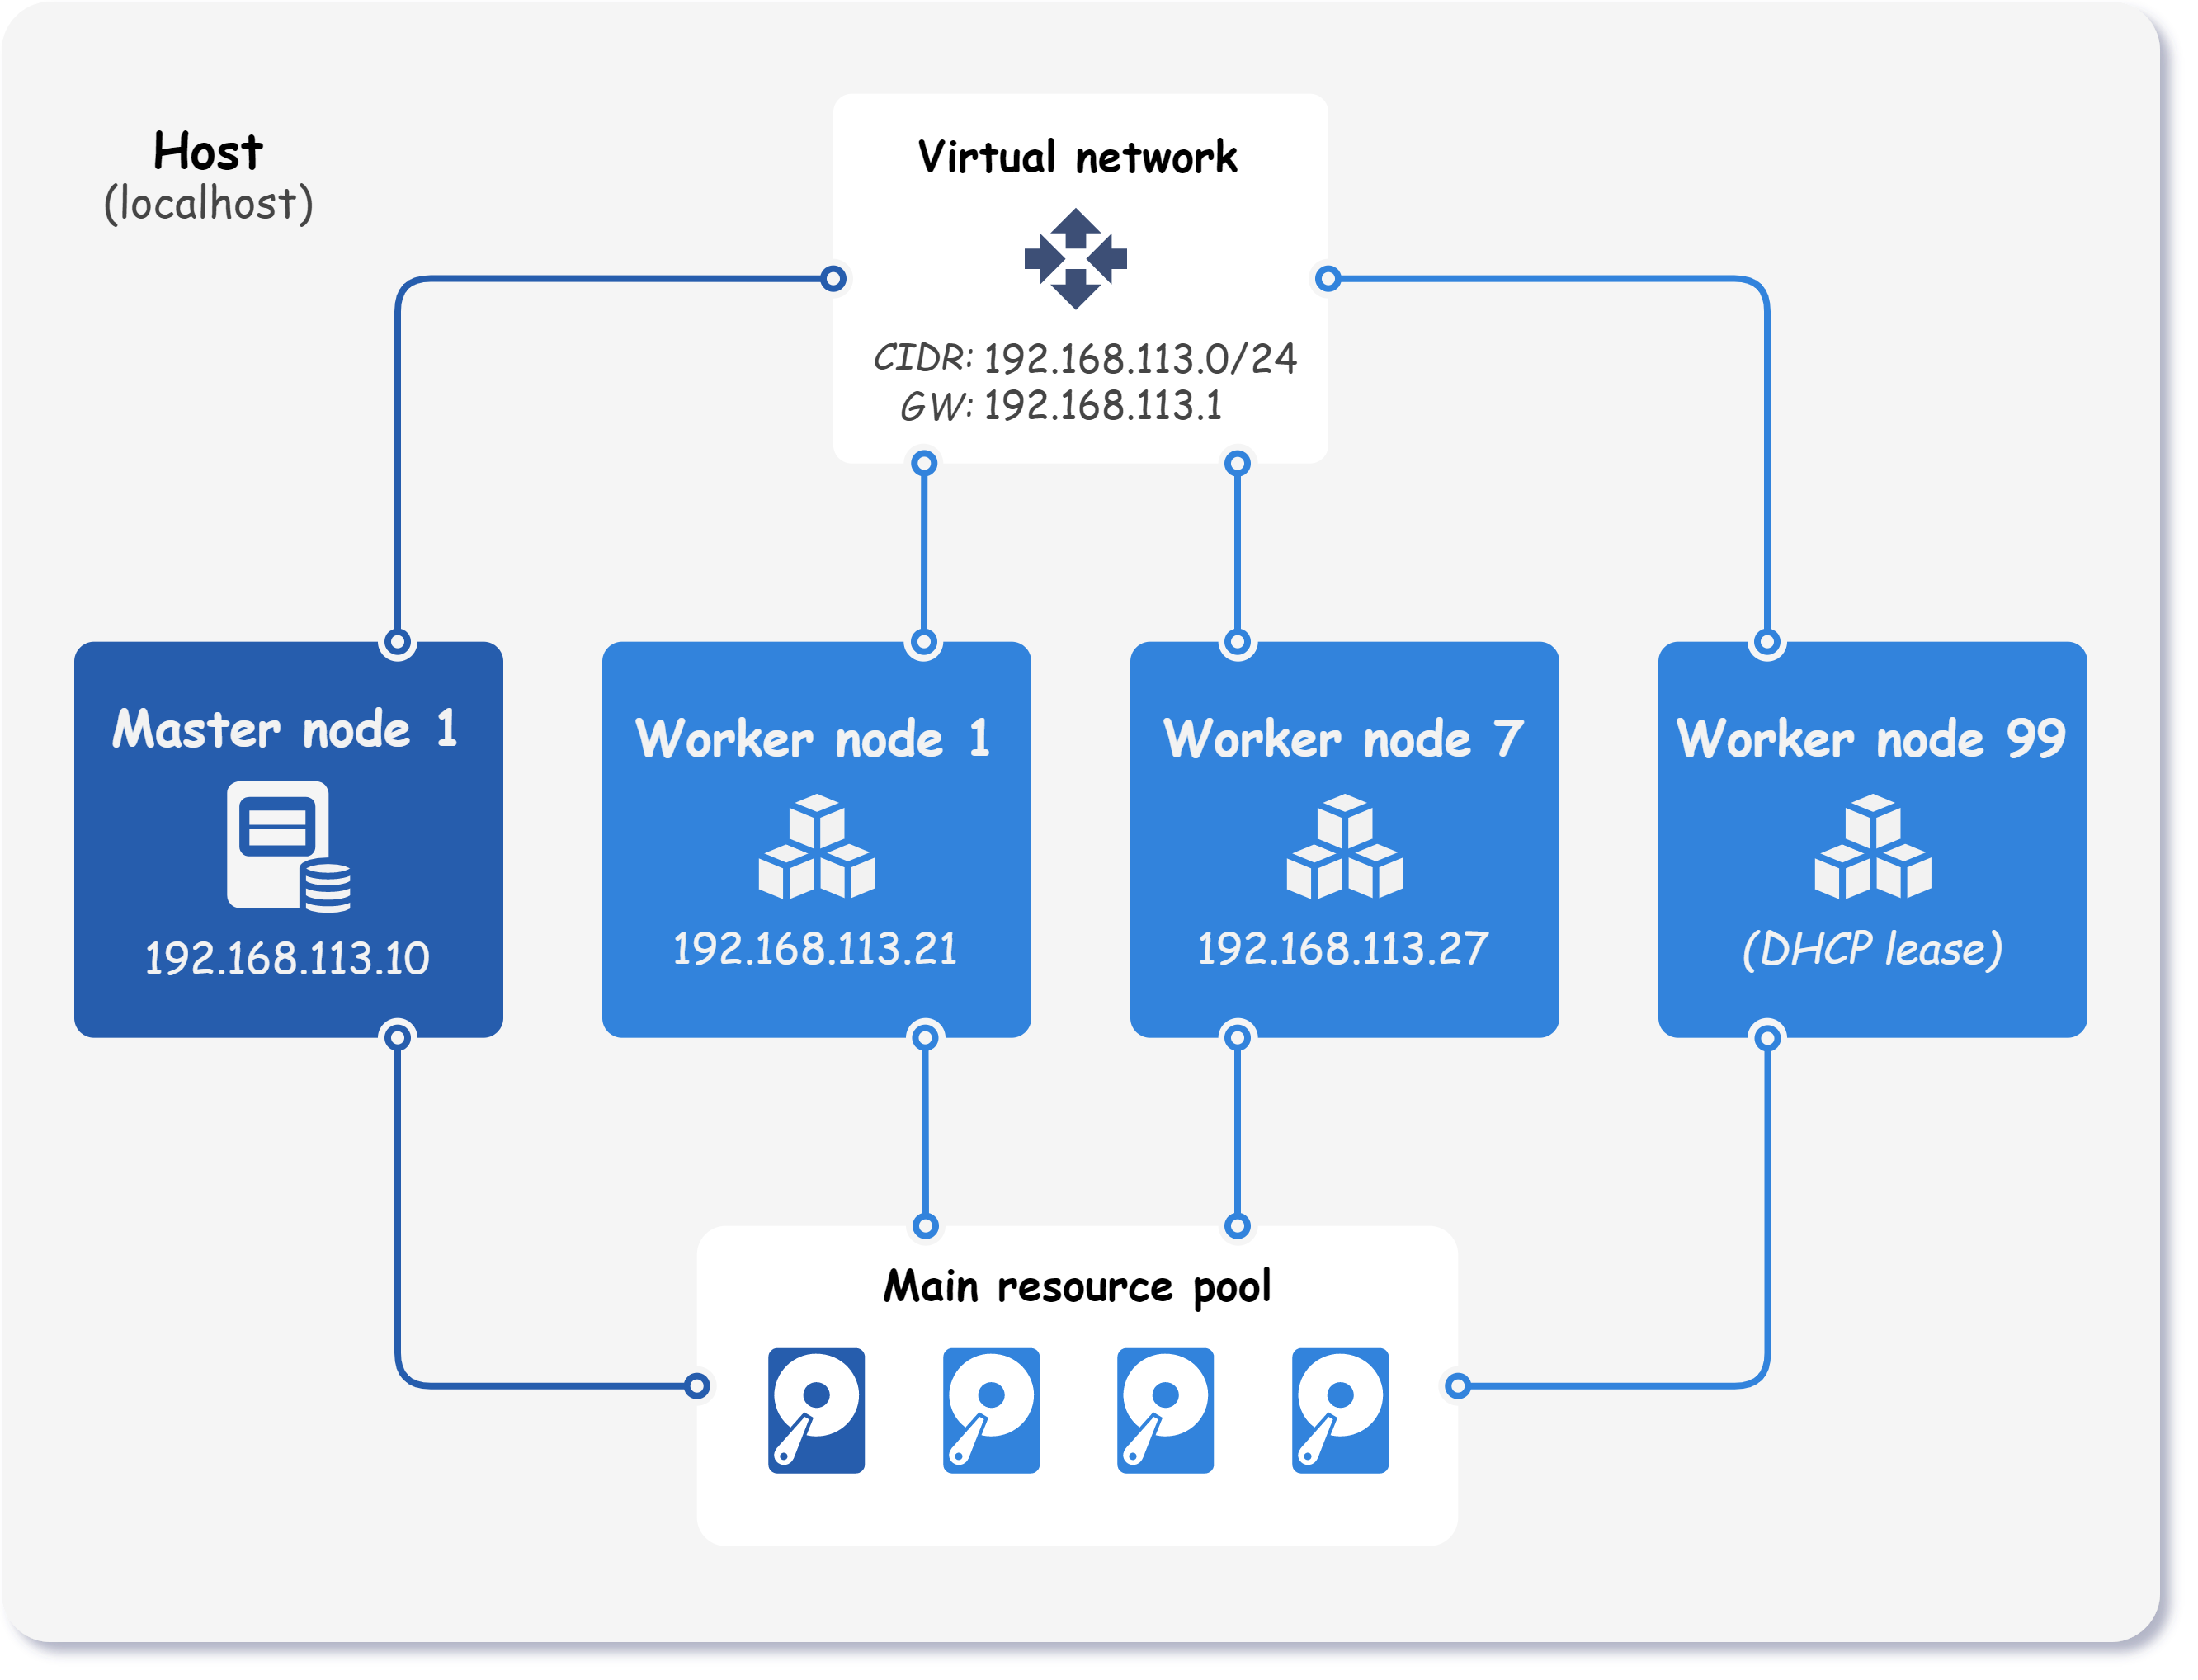 Host
(localhost)
Virtual network
CIDR: 192.168.113.0/24
GW: 192.168.113.1
Master node 1
192.168.113.10
Worker node 1
192.168.113.21
Worker node 7
192.168.113.27
Worker node 99
(DHCP lease)
Main resource pool